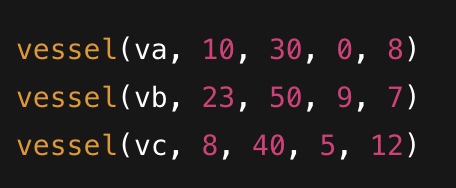 vessel(va, 10, 30, 0, 8)
vessel(vb, 23, 50, 9, 7)
vessel(vc, 8, 40, 5, 12)